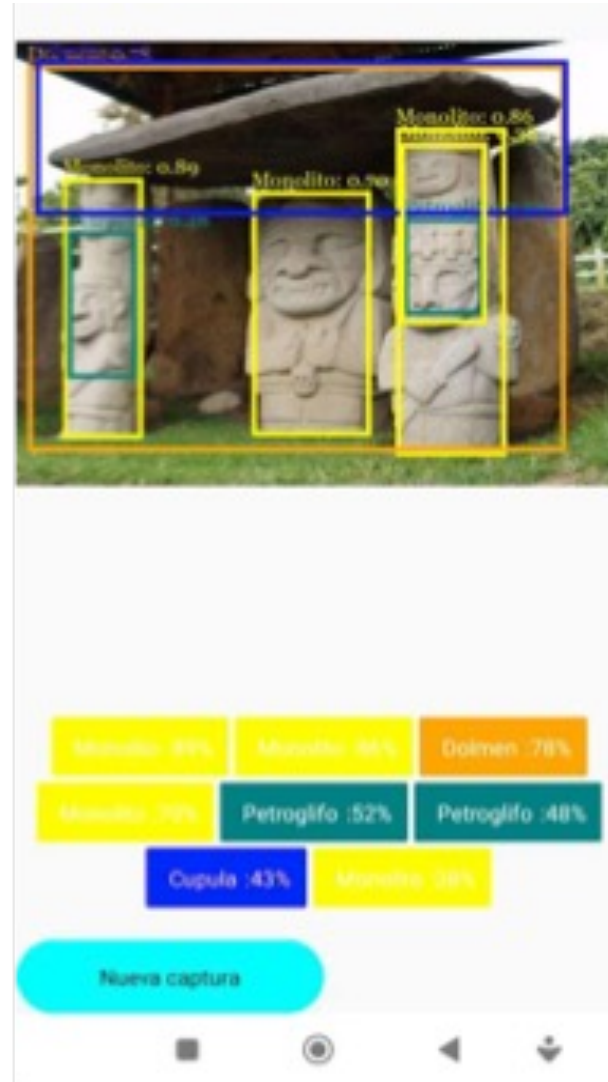 Monolito: 0.86
Monolito: 0.89
Monolito: 0.70
Monolito :89%
Monolito :86%
Dolmen :78%
Monolito :70%
Petroglifo :52%
Petroglifo :48%
Cupula :43%
Monolito :38%
Nueva captura